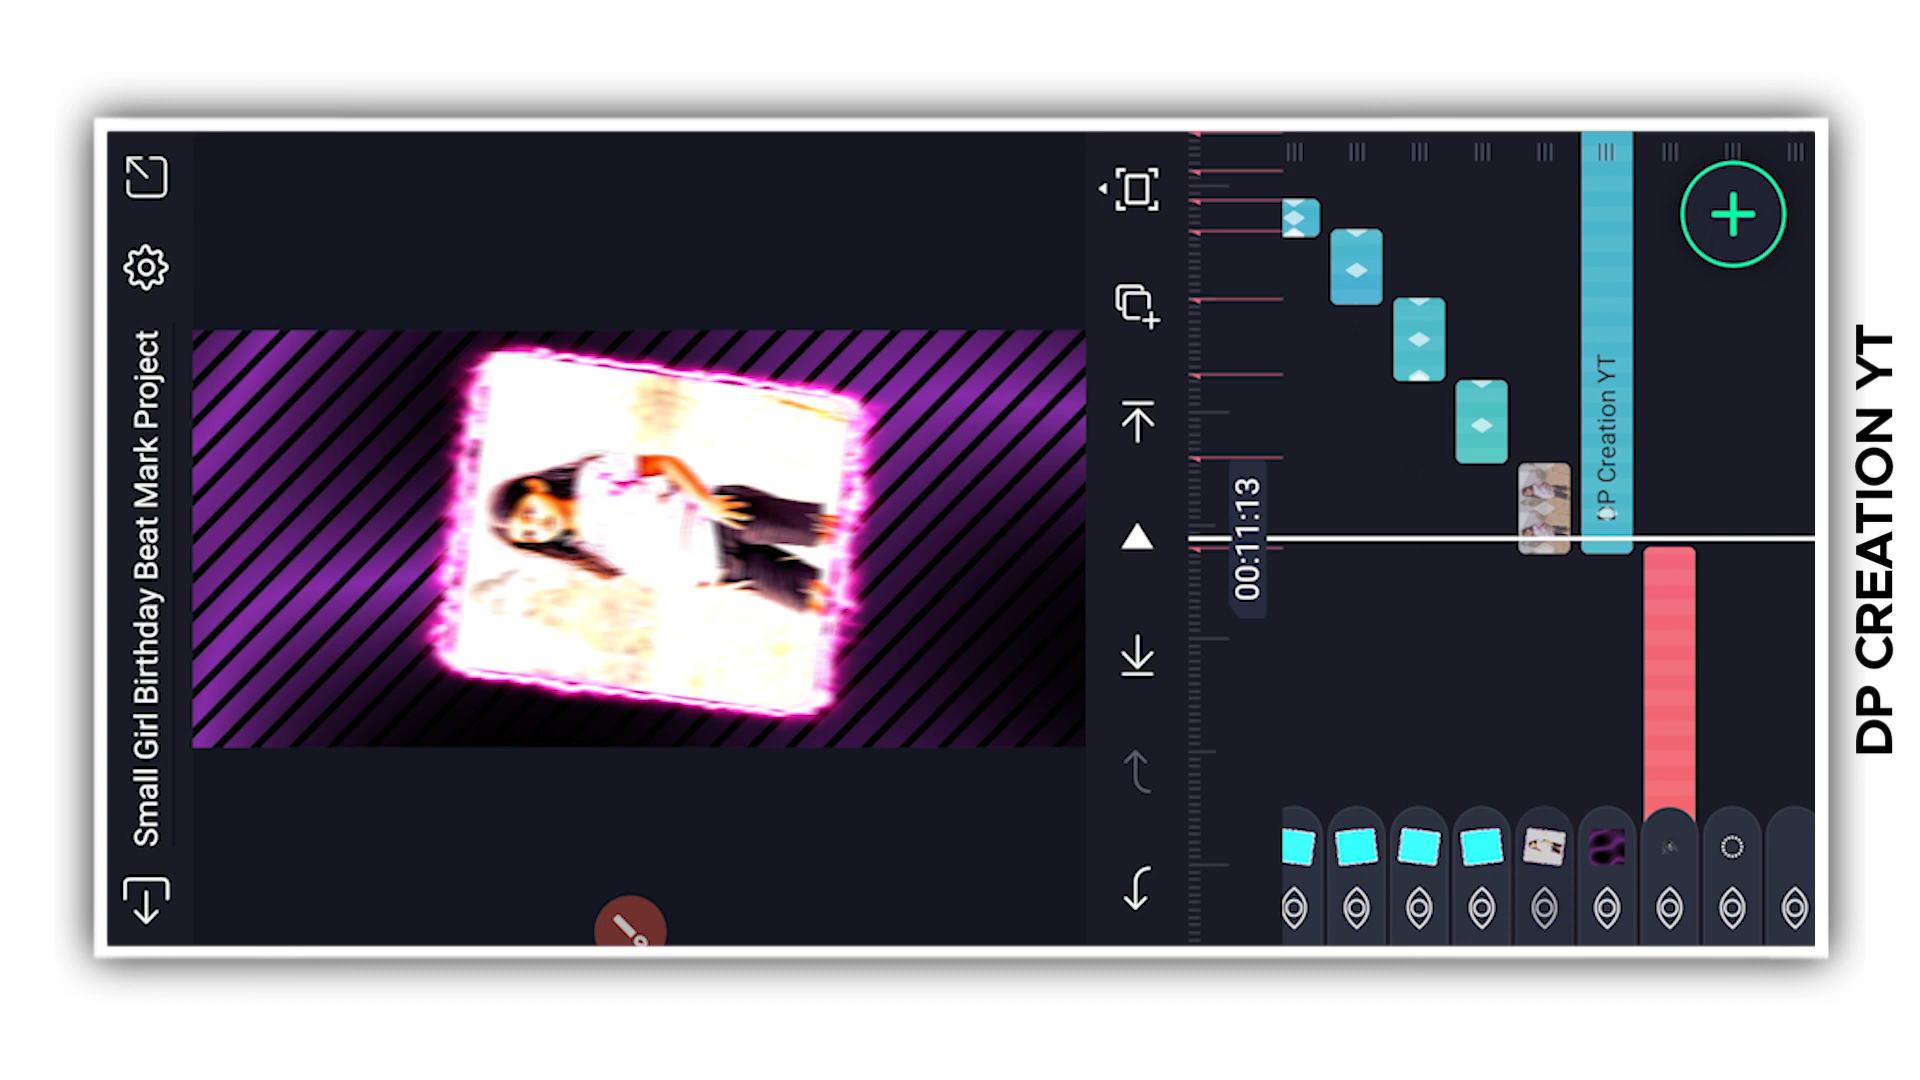 Small Girl Birthday Beat Mark Project
00:11:13
DP Creation YT
DP CREATION YT